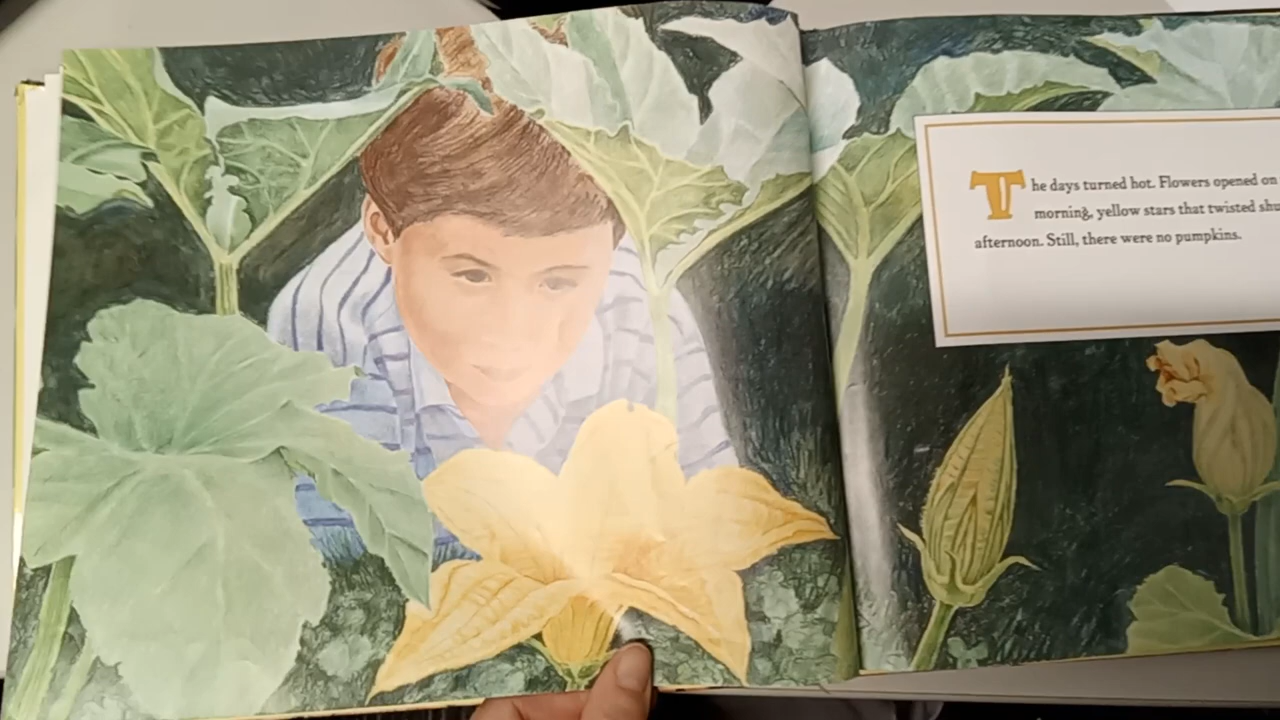 The days turned hot. Flowers opened on
morning, yellow stars that twisted
afternoon. Still, there were no pumpkins.